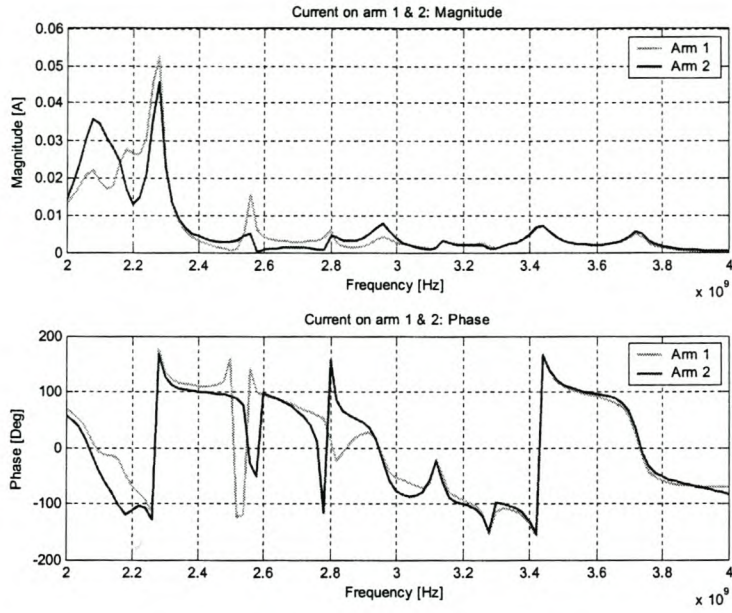 Current on arm 1 & 2: Magnitude
0.06
0.05
0.04
0.03
0.02
0.01
0
Magnitude [A]
Arm 1
Arm 2
2 2.2 2.4 2.6 2.8 3 3.2 3.4 3.6 3.8 4
Frequency [Hz]
x 10^9
Current on arm 1 & 2: Phase
200
100
0
-100
-200
Phase [Deg]
Arm 1
Arm 2
2 2.2 2.4 2.6 2.8 3 3.2 3.4 3.6 3.8 4
Frequency [Hz]
x 10^9